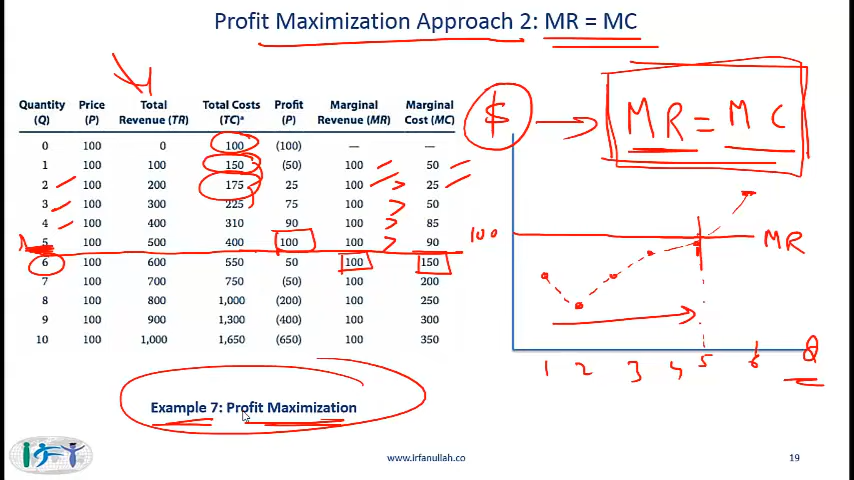 Profit Maximization Approach 2: MR = MC
$ MR = MC
Quantity Price Total Total Costs Profit Marginal Marginal
(Q) (P) Revenue (TR) (TC)* (P) Revenue (MR) Cost (MC)
0 100 0 100 (100) — —
1 100 100 150 (50) 100 50
2 100 200 175 25 100 25
3 100 300 225 75 100 50
4 100 400 310 90 100 85
5 100 500 400 100 100 90
6 100 600 550 50 100 150
7 100 700 750 (50) 100 200
8 100 800 1,000 (200) 100 250
9 100 900 1,300 (400) 100 300
10 100 1,000 1,650 (650) 100 350
100 MR
1 2 3 4 5 6 Q
Example 7: Profit Maximization
www.irfanullah.co
19